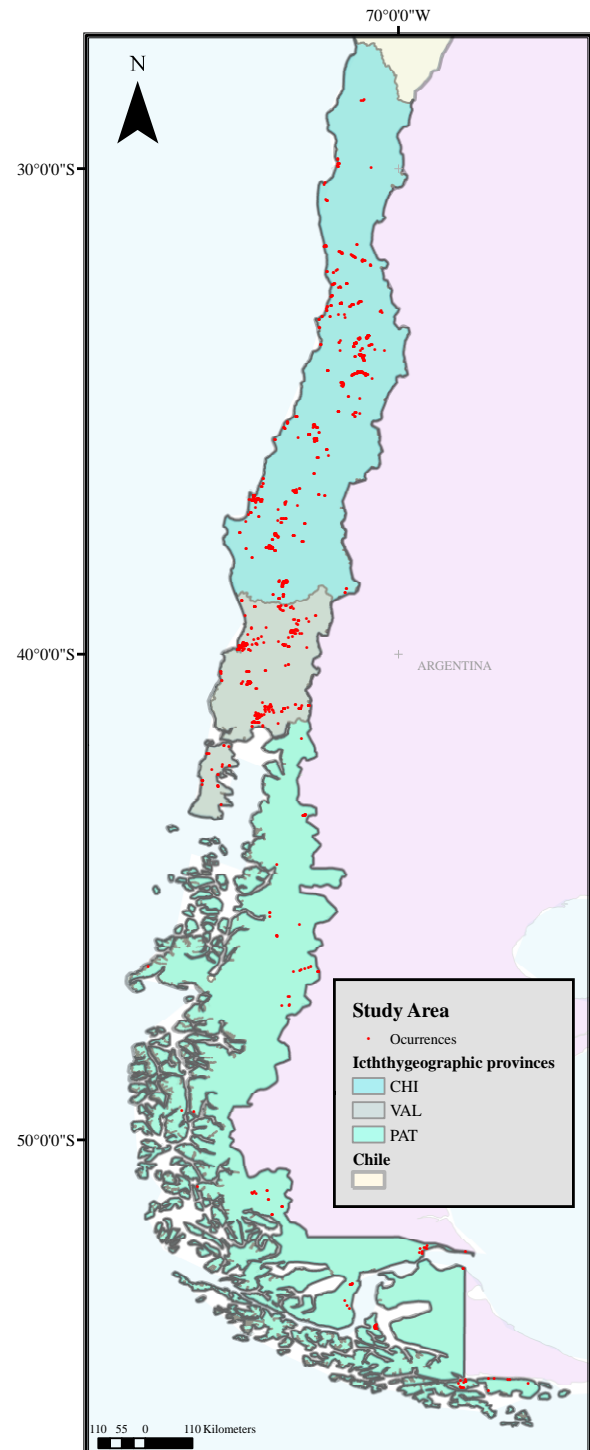 70°0'0"W
N
30°0'0"S
40°0'0"S
ARGENTINA
50°0'0"S
Study Area
Ocurrences
Icththygeographic provinces
CHI
VAL
PAT
Chile
110 55 0 110 Kilometers